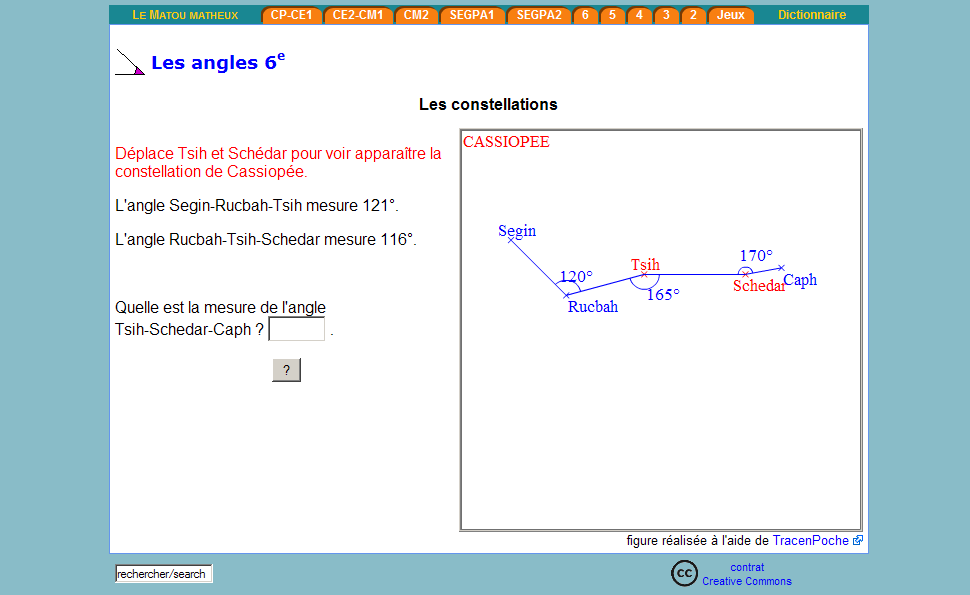 LE MATOU MATHEUX CP-CE1 CE2-CM1 CM2 SEGPA1 SEGPA2 6 5 4 3 2 Jeux Dictionnaire
Les angles 6e
Les constellations
Déplace Tsih et Schédar pour voir apparaître la
constellation de Cassiopée.
L'angle Segin-Rucbah-Tsih mesure 121°.
L'angle Rucbah-Tsih-Schedar mesure 116°.
Quelle est la mesure de l'angle
Tsih-Schedar-Caph ? .
?
CASSIOPEE
Segin
120°
Rucbah
Tsih
165°
170°
Schedar
Caph
figure réalisée à l'aide de TracenPoche
rechercher/search
cc
contrat
Creative Commons